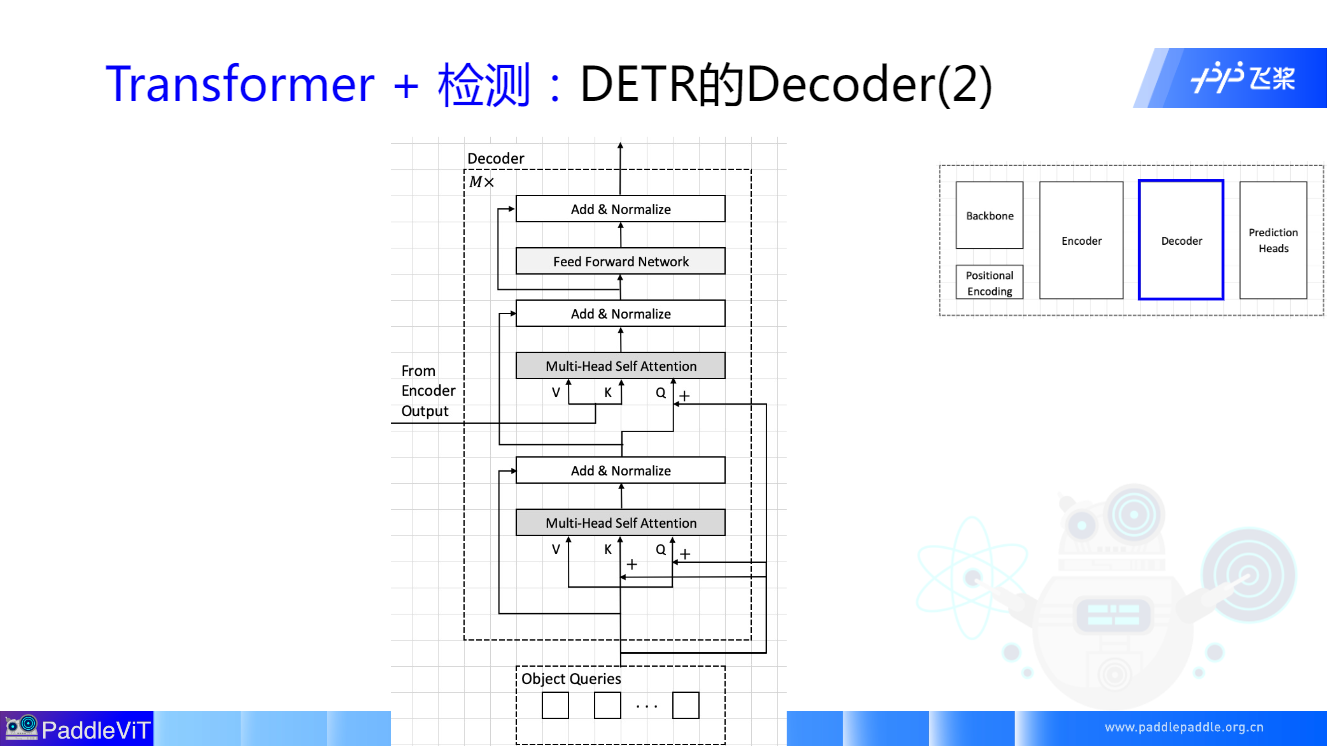 Transformer + 检测：DETR的Decoder(2)
飞桨
Decoder
M×
Add & Normalize
Feed Forward Network
Add & Normalize
Multi-Head Self Attention
From
Encoder
Output
V
K
Q
+
Add & Normalize
Multi-Head Self Attention
V
K
Q
+
+
Object Queries
...
Backbone
Positional
Encoding
Encoder
Decoder
Prediction
Heads
PaddleViT
www.paddlepaddle.org.cn